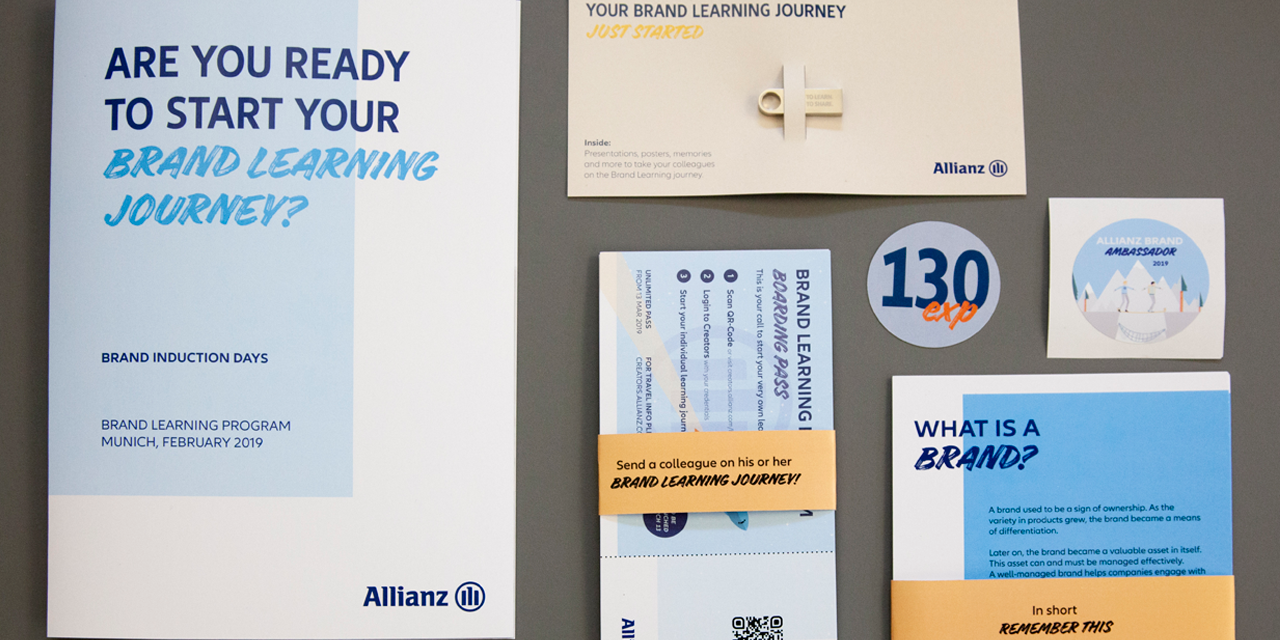 ARE YOU READY
TO START YOUR
BRAND LEARNING
JOURNEY?
BRAND INDUCTION DAYS
BRAND LEARNING PROGRAM
MUNICH, FEBRUARY 2019
Allianz
YOUR BRAND LEARNING JOURNEY
JUST STARTED
Inside:
Presentations, posters, memories
and more to take your colleagues
on the Brand Learning journey.
Allianz
BRAND LEARNING
BOARDING PASS
This is your call to start your very own
1 Scan QR-Code
2 Login to Creators with your credentials
3 Start your individual learning
UNLIMITED PASS
FROM 13 MAR 2019
FOR TRAVEL INFO
Send a colleague on his or her
BRAND LEARNING JOURNEY!
130
exp
ALLIANZ BRAND
AMBASSADOR
2019
WHAT IS A
BRAND?
A brand used to be a sign of ownership. As the
variety in products grew, the brand became a means
of differentiation.
Later on, the brand became a valuable asset in itself.
This asset can and must be managed effectively.
A well-managed brand helps companies engage with
In short
REMEMBER THIS